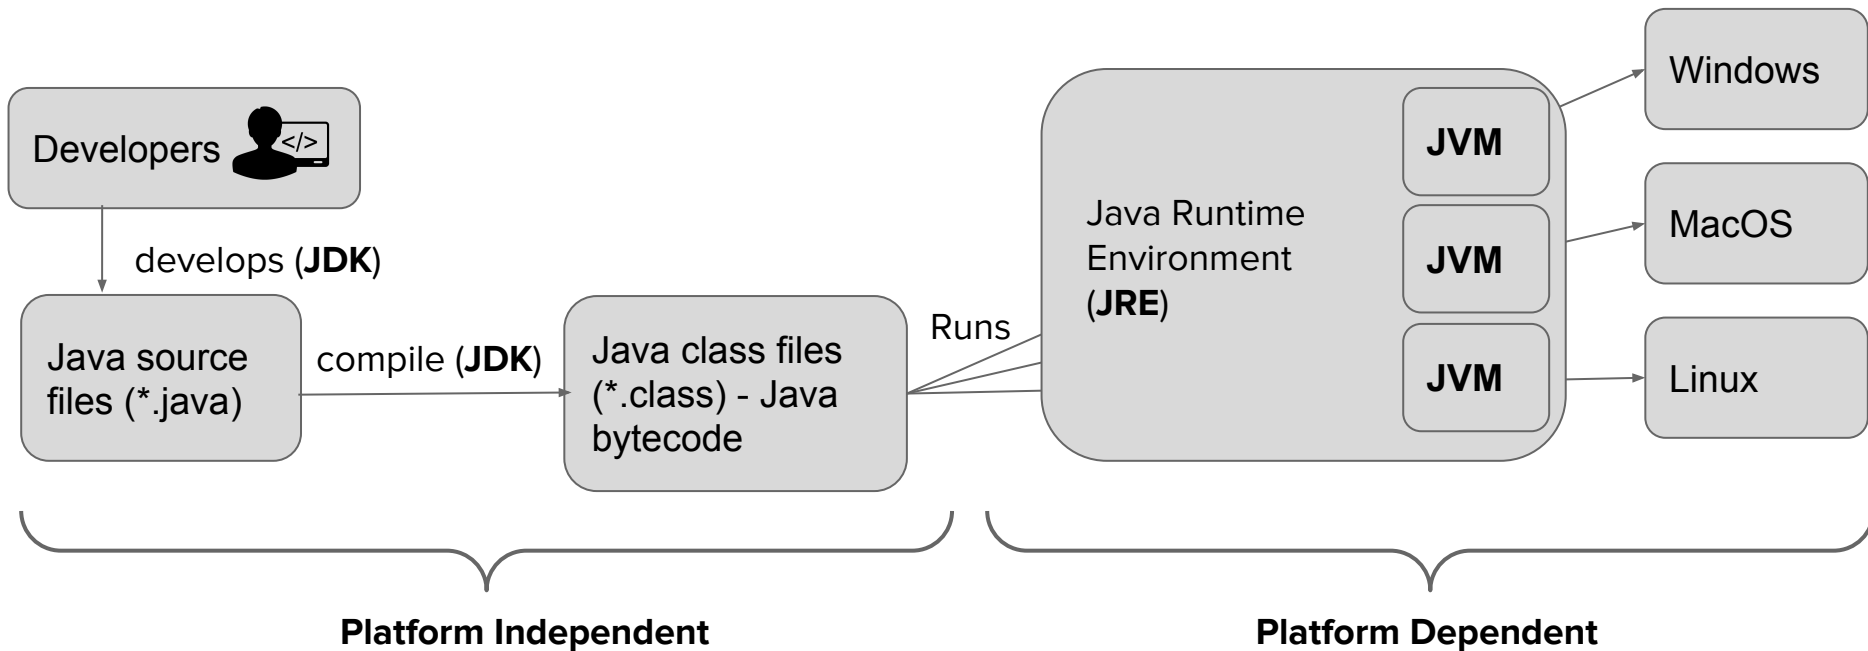 Developers
</>
develops (JDK)
Java source
files (*.java)
compile (JDK)
Java class files
(*.class) - Java
bytecode
Runs
Java Runtime
Environment
(JRE)
JVM
JVM
JVM
Windows
MacOS
Linux
Platform Independent
Platform Dependent